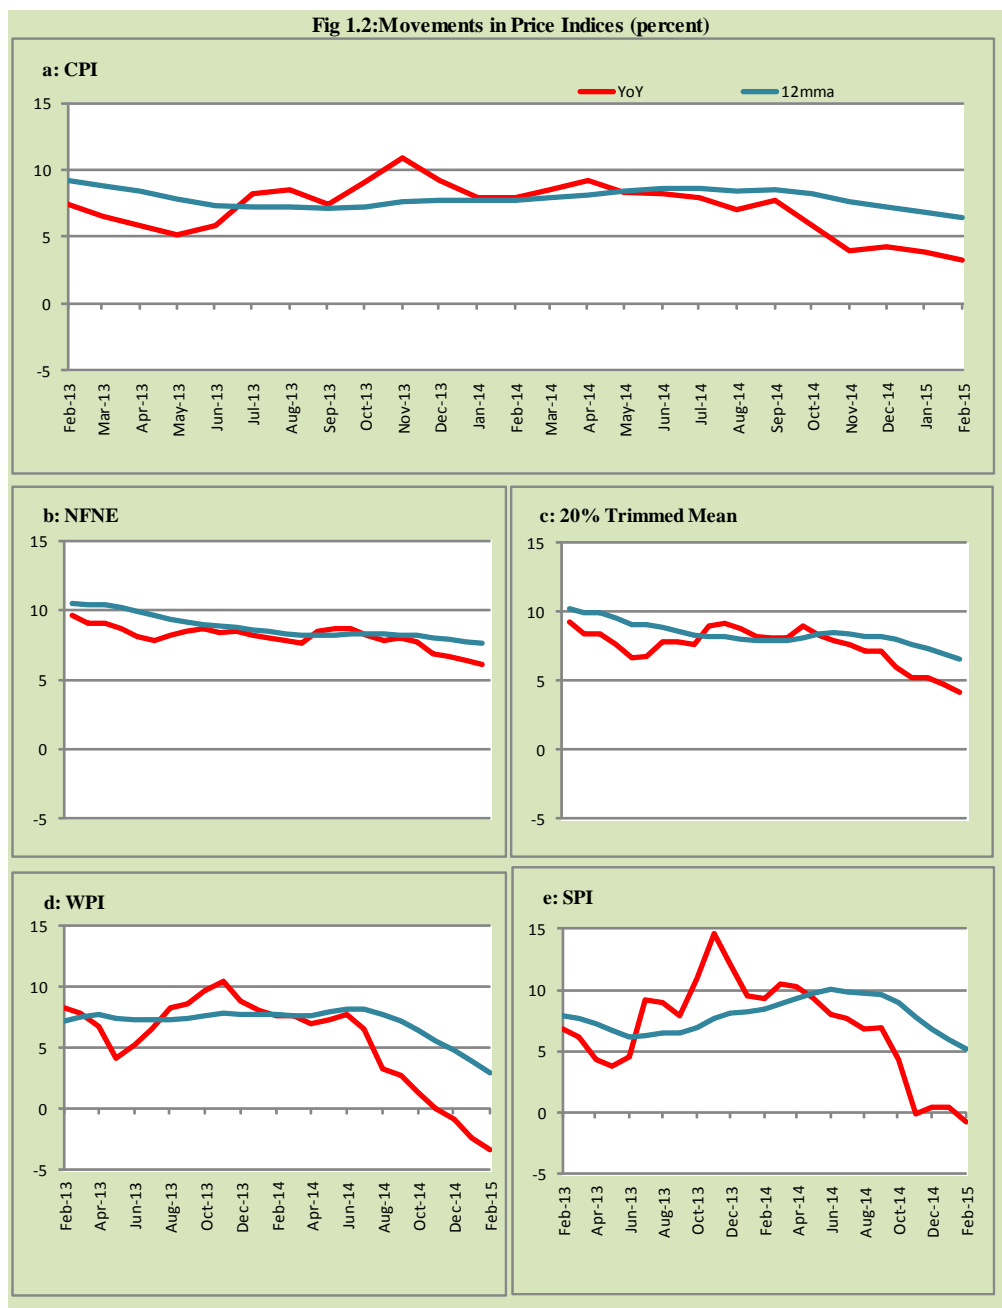 Fig 1.2:Movements in Price Indices (percent)
a: CPI
YoY 12mma
15
10
5
0
-5
Feb-13 Mar-13 Apr-13 May-13 Jun-13 Jul-13 Aug-13 Sep-13 Oct-13 Nov-13 Dec-13 Jan-14 Feb-14 Mar-14 Apr-14 May-14 Jun-14 Jul-14 Aug-14 Sep-14 Oct-14 Nov-14 Dec-14 Jan-15 Feb-15
b: NFNE
15
10
5
0
-5
c: 20% Trimmed Mean
15
10
5
0
-5
d: WPI
15
10
5
0
-5
Feb-13 Apr-13 Jun-13 Aug-13 Oct-13 Dec-13 Feb-14 Apr-14 Jun-14 Aug-14 Oct-14 Dec-14 Feb-15
e: SPI
15
10
5
0
-5
Feb-13 Apr-13 Jun-13 Aug-13 Oct-13 Dec-13 Feb-14 Apr-14 Jun-14 Aug-14 Oct-14 Dec-14 Feb-15